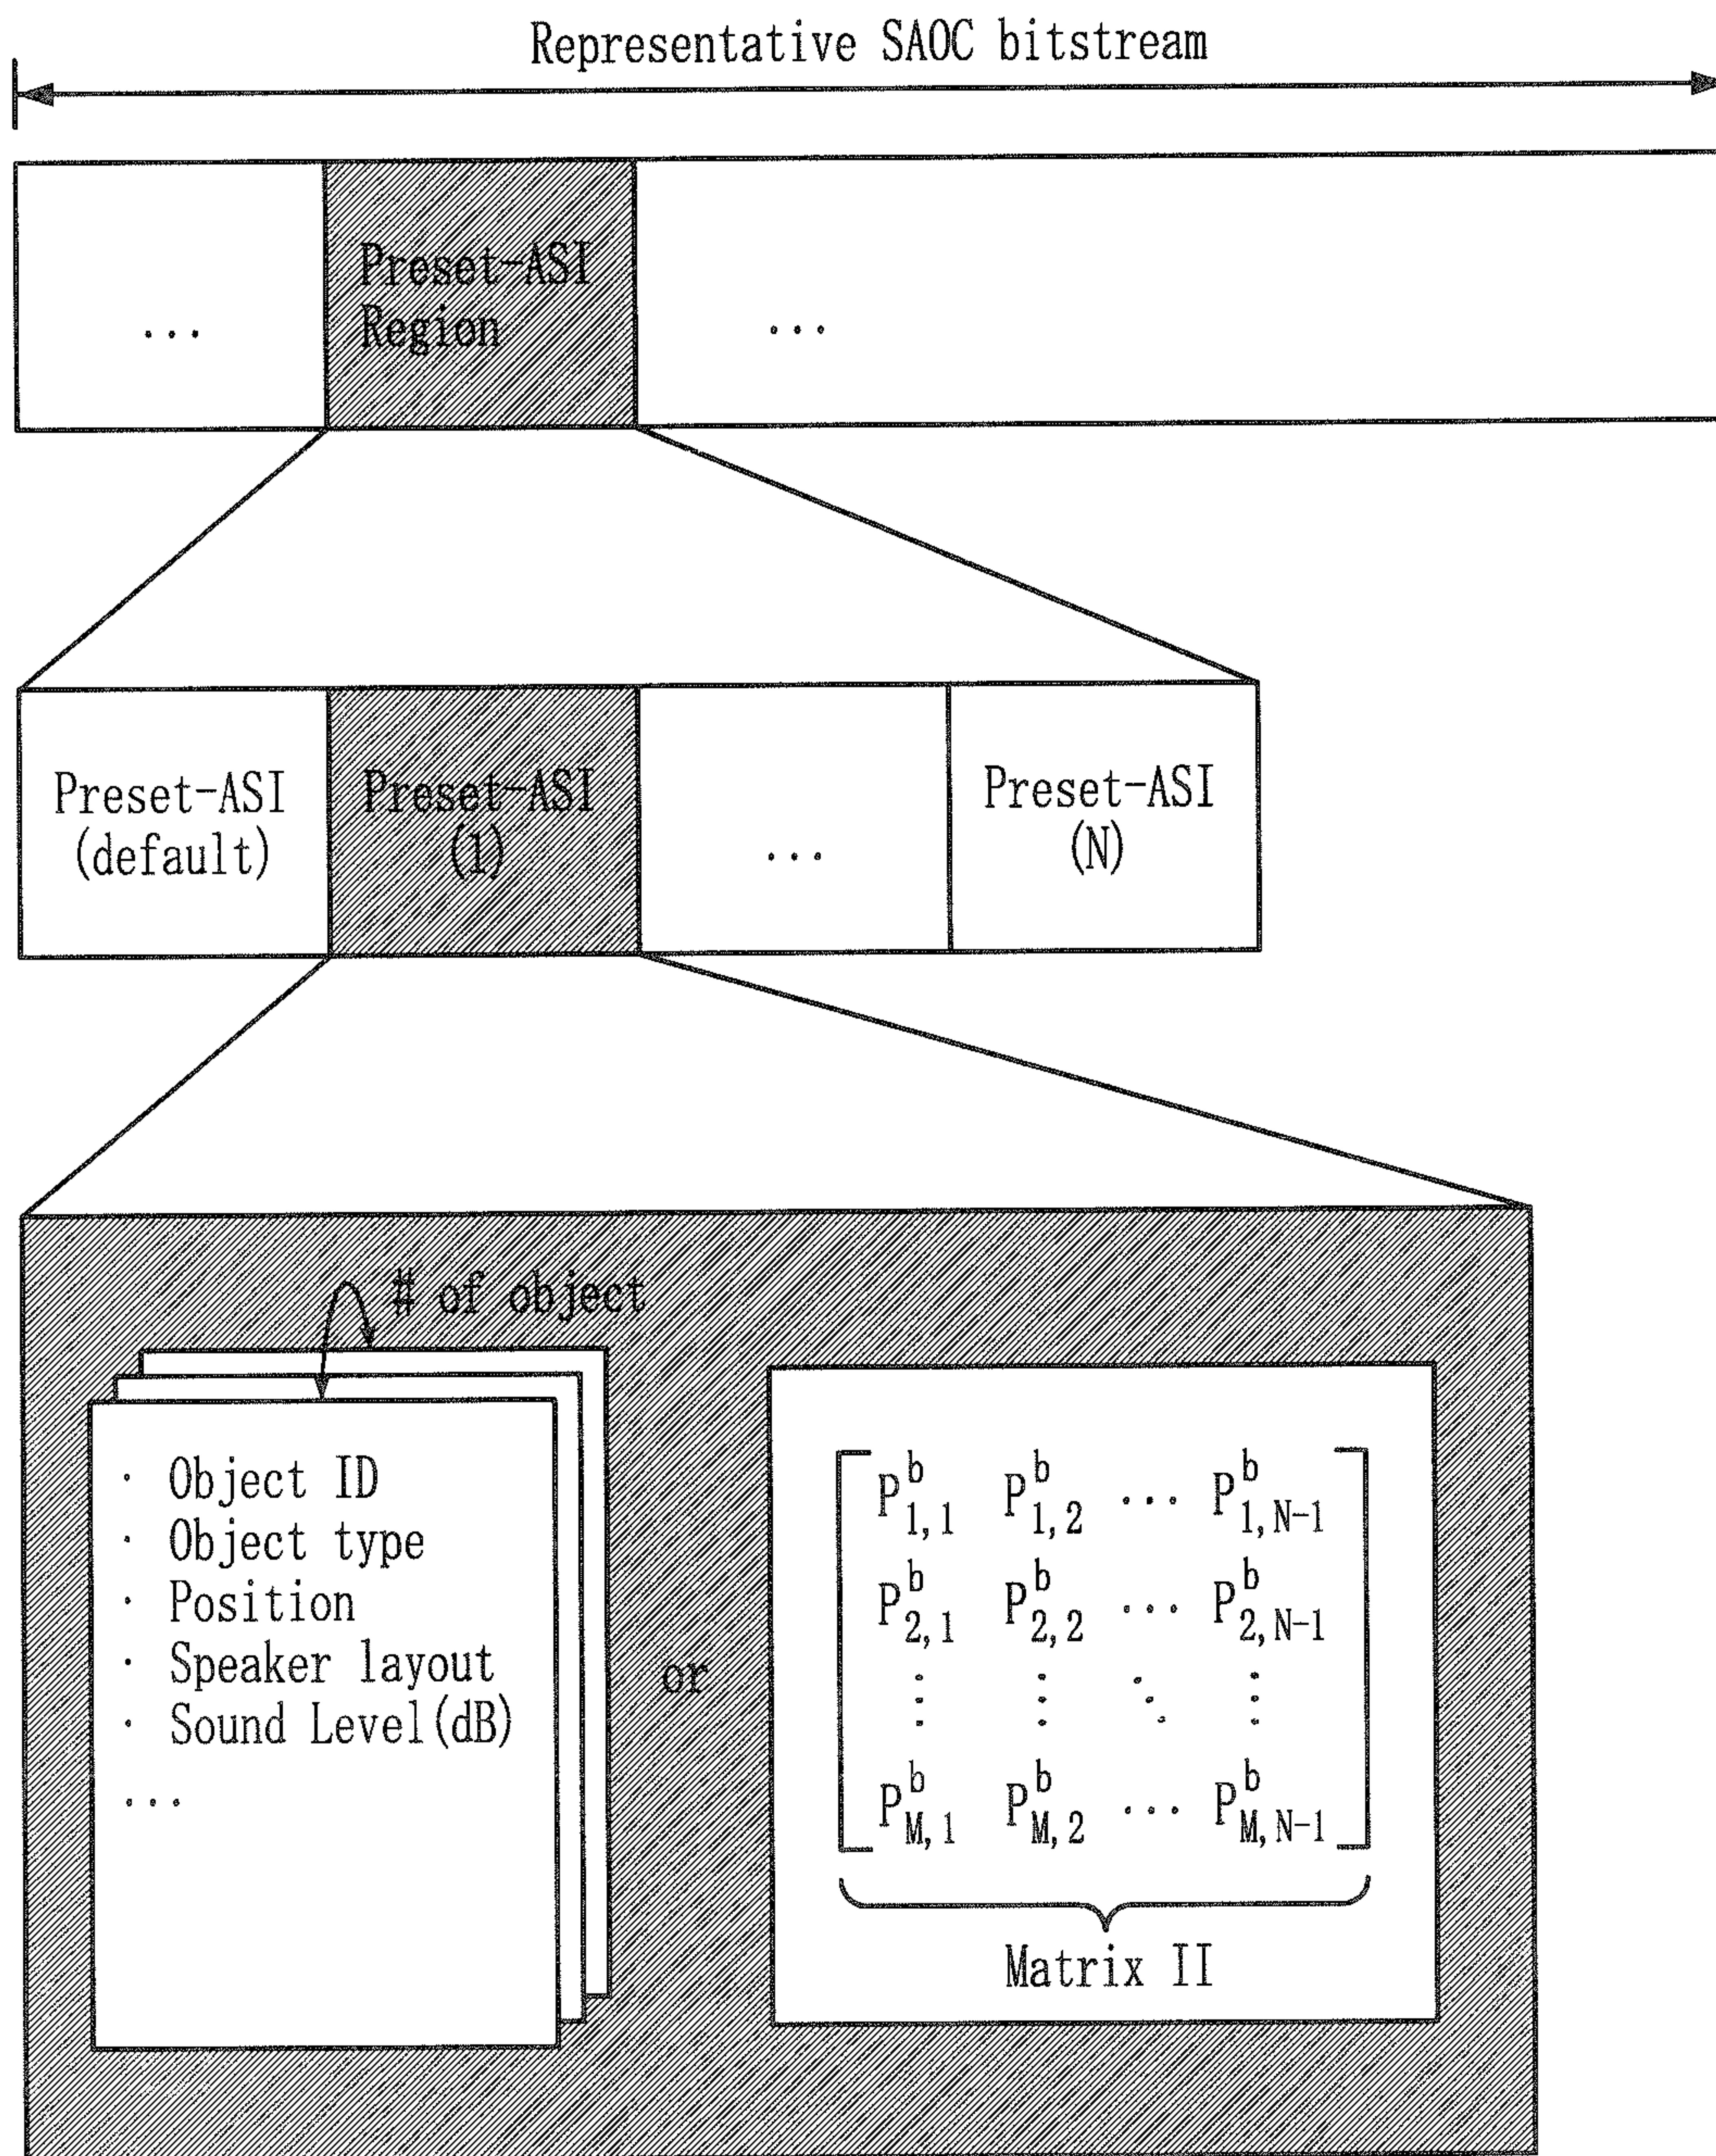 Representative SAOC bitstream
...
Preset-ASI
Region
...
Preset-ASI
(default)
Preset-ASI
(1)
...
Preset-ASI
(N)
# of object
· Object ID
· Object type
· Position
· Speaker layout
· Sound Level(dB)
...
or
P^b_{1,1} P^b_{1,2} ... P^b_{1,N-1}
P^b_{2,1} P^b_{2,2} ... P^b_{2,N-1}
⋮ ⋮ ⋱ ⋮
P^b_{M,1} P^b_{M,2} ... P^b_{M,N-1}
Matrix II